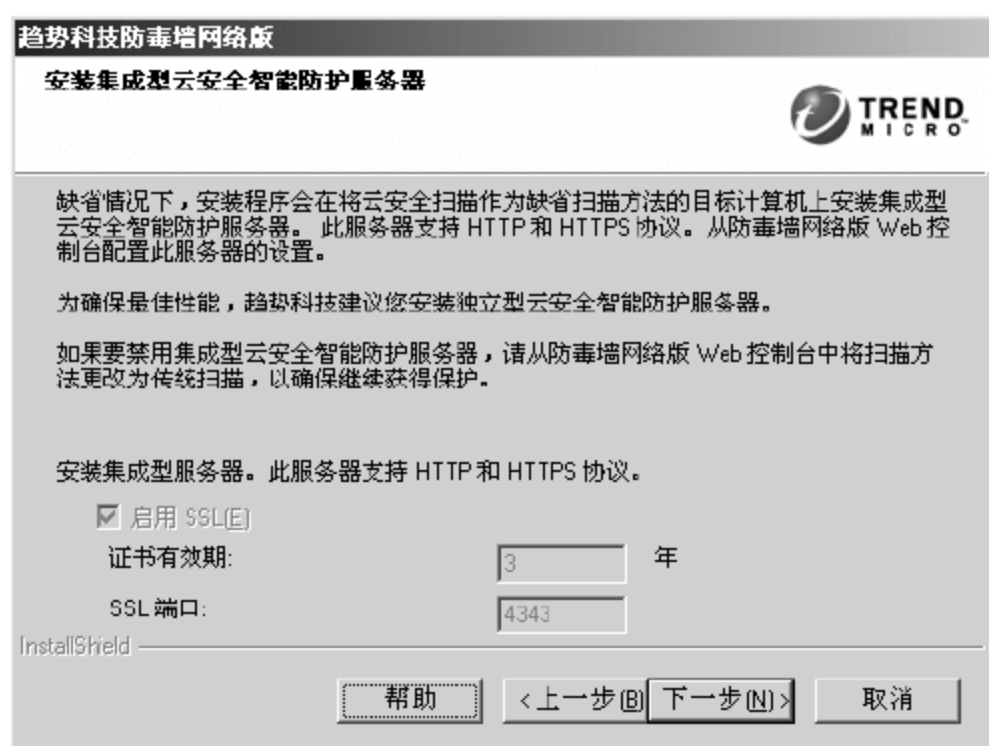 趋势科技防毒墙网络版
安装集成型云安全智能防护服务器
TREND
MICRO™
缺省情况下，安装程序会在将云安全扫描作为缺省扫描方法的目标计算机上安装集成型
云安全智能防护服务器。 此服务器支持 HTTP 和 HTTPS 协议。从防毒墙网络版 Web 控
制台配置此服务器的设置。
为确保最佳性能，趋势科技建议您安装独立型云安全智能防护服务器。
如果要禁用集成型云安全智能防护服务器，请从防毒墙网络版 Web 控制台中将扫描方
法更改为传统扫描，以确保继续获得保护。
安装集成型服务器。此服务器支持 HTTP 和 HTTPS 协议。
启用 SSL(E)
证书有效期: 3 年
SSL 端口: 4343
InstallShield
帮助 <上一步(B) 下一步(N)> 取消